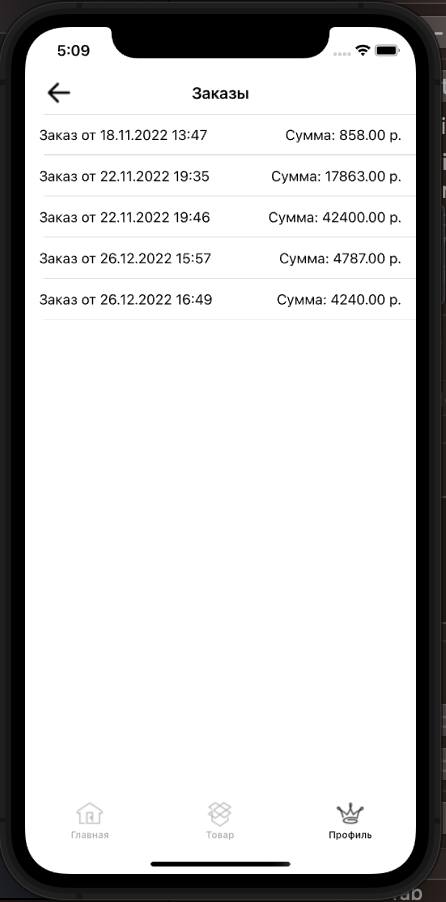 5:09
Заказы
Заказ от 18.11.2022 13:47 Сумма: 858.00 р.
Заказ от 22.11.2022 19:35 Сумма: 17863.00 р.
Заказ от 22.11.2022 19:46 Сумма: 42400.00 р.
Заказ от 26.12.2022 15:57 Сумма: 4787.00 р.
Заказ от 26.12.2022 16:49 Сумма: 4240.00 р.
Главная Товар Профиль